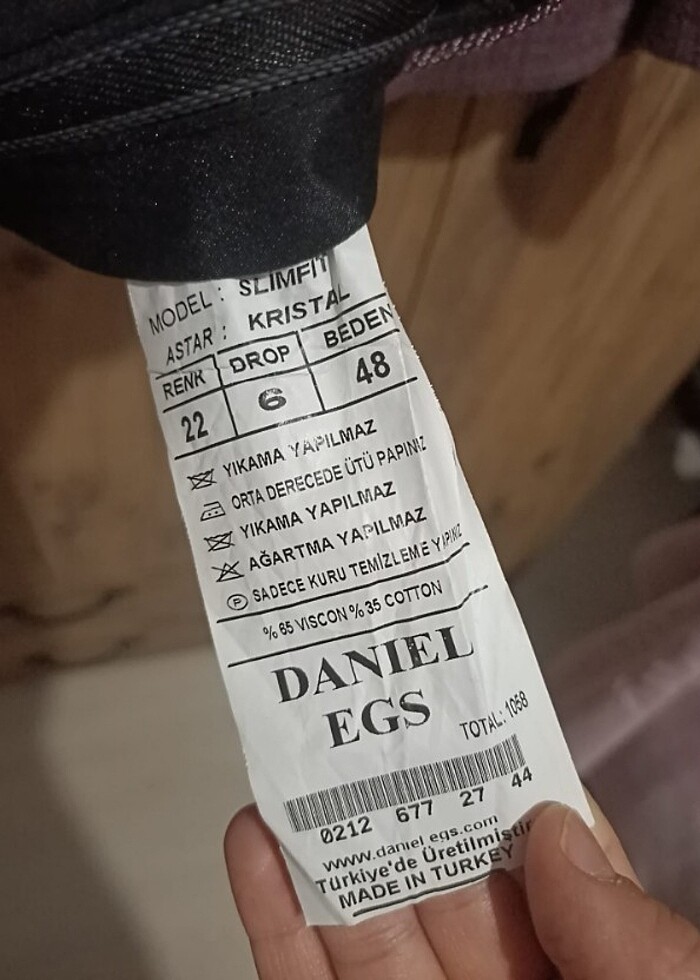 MODEL : SLIMFIT
ASTAR : KRISTAL
RENK DROP BEDEN
22 6 48
YIKAMA YAPILMAZ
ORTA DERECEDE ÜTÜ PAPINIZ
YIKAMA YAPILMAZ
AĞARTMA YAPILMAZ
P SADECE KURU TEMİZLEME YAPINIZ
% 65 VISCON % 35 COTTON
DANIEL
EGS
TOTAL: 1058
0212 677 27 44
www.daniel egs.com
Türkiye'de Üretilmiştir
MADE IN TURKEY